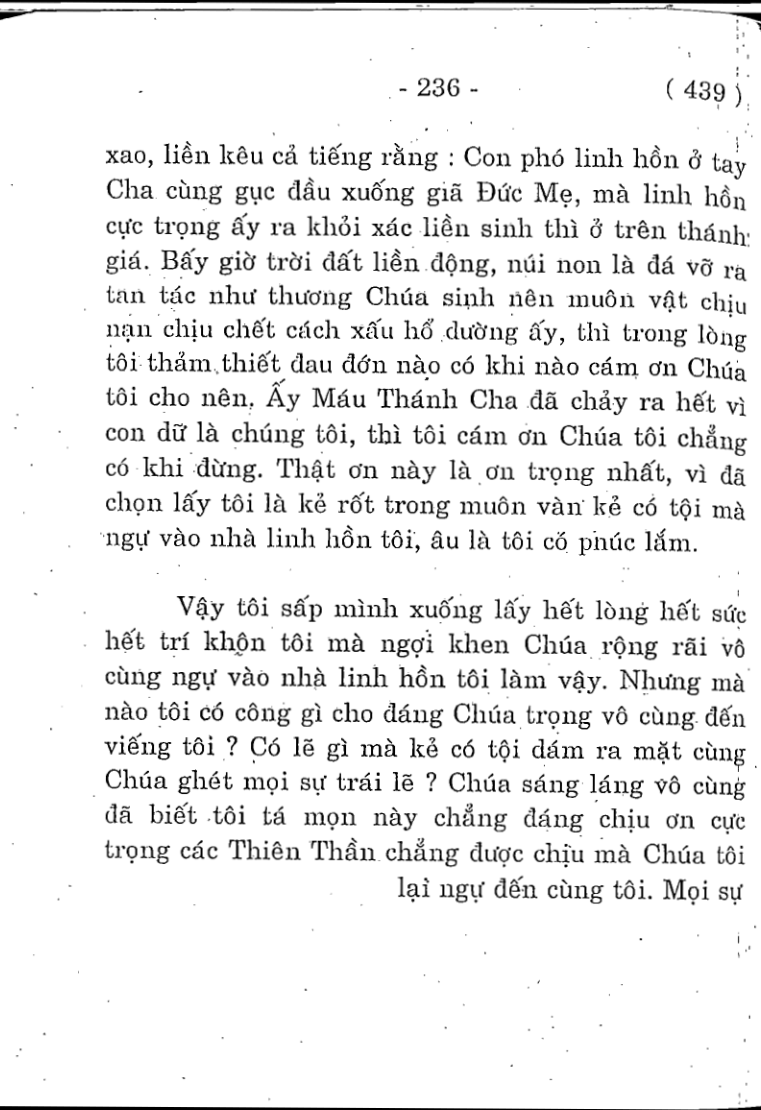 - 236 - ( 439 )
xao, liền kêu cả tiếng rằng : Con phó linh hồn ở tay
Cha cùng gục đầu xuống giã Đức Mẹ, mà linh hồn
cực trọng ấy ra khỏi xác liền sinh thì ở trên thánh
giá. Bấy giờ trời đất liền động, núi non là đá vỡ ra
tan tác như thương Chúa sinh nên muôn vật chịu
nạn chịu chết cách xấu hổ dường ấy, thì trong lòng
tôi thảm thiết đau đớn nào có khi nào cám ơn Chúa
tôi cho nên. Ấy Máu Thánh Cha đã chảy ra hết vì
con dữ là chúng tôi, thì tôi cám ơn Chúa tôi chẳng
có khi đừng. Thật ơn này là ơn trọng nhất, vì đã
chọn lấy tôi là kẻ rốt trong muôn vàn kẻ có tội mà
ngự vào nhà linh hồn tôi, âu là tôi có phúc lắm.
Vậy tôi sấp mình xuống lấy hết lòng hết sức
hết trí khôn tôi mà ngợi khen Chúa rộng rãi vô
cùng ngự vào nhà linh hồn tôi làm vậy. Nhưng mà
nào tôi có công gì cho đáng Chúa trọng vô cùng đến
viếng tôi ? Có lẽ gì mà kẻ có tội dám ra mặt cùng
Chúa ghét mọi sự trái lẽ ? Chúa sáng láng vô cùng
đã biết tôi tá mọn này chẳng đáng chịu ơn cực
trọng các Thiên Thần chẳng được chịu mà Chúa tôi
lại ngự đến cùng tôi. Mọi sự